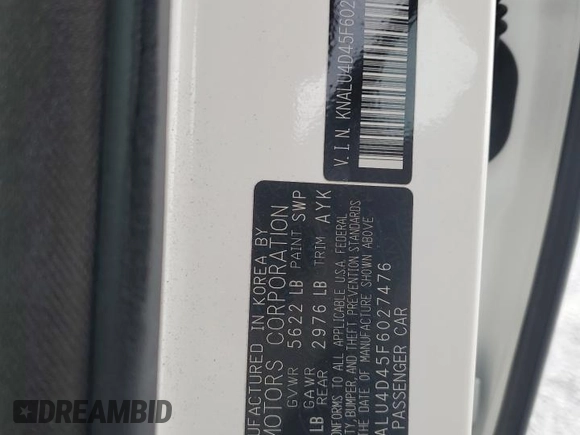 V.I.N. KNALU4D45F602
UFACTURED IN KOREA BY
MOTORS CORPORATION
GVWR 5622 LB PAINT SWP
GAWR
LB REAR 2976 LB TRIM AYK
ONFORMS TO ALL APPLICABLE U.S.A. FEDERAL
TY, BUMPER, AND THEFT PREVENTION STANDARDS
THE DATE OF MANUFACTURE SHOWN ABOVE
ALU4D45F6027476
PASSENGER CAR
DREAMBID